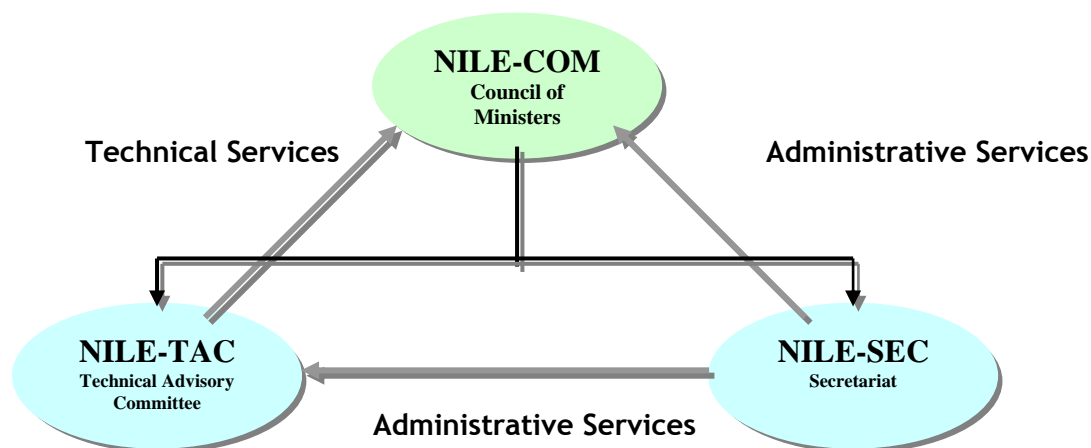 NILE-COM
Council of
Ministers
Technical Services
Administrative Services
NILE-TAC
Technical Advisory
Committee
NILE-SEC
Secretariat
Administrative Services